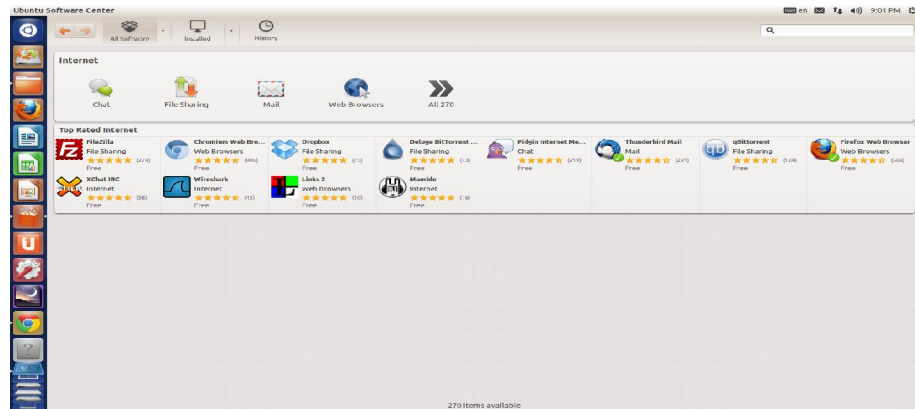 Ubuntu Software Center
en 9:01 PM
All Software Installed History
Internet
Chat File Sharing Mail Web Browsers All 270
Top Rated Internet
FileZilla Chromium Web Bre... Dropbox Deluge BitTorrent ... Pidgin Internet Me... Thunderbird Mail qBittorrent Firefox Web Browser
File Sharing Web Browsers File Sharing File Sharing Chat Mail File Sharing Web Browsers
Free Free Free Free Free Free Free Free
XChat IRC Wireshark Links 2 Mumble
Internet Internet Web Browsers Internet
Free Free Free Free
270 items available